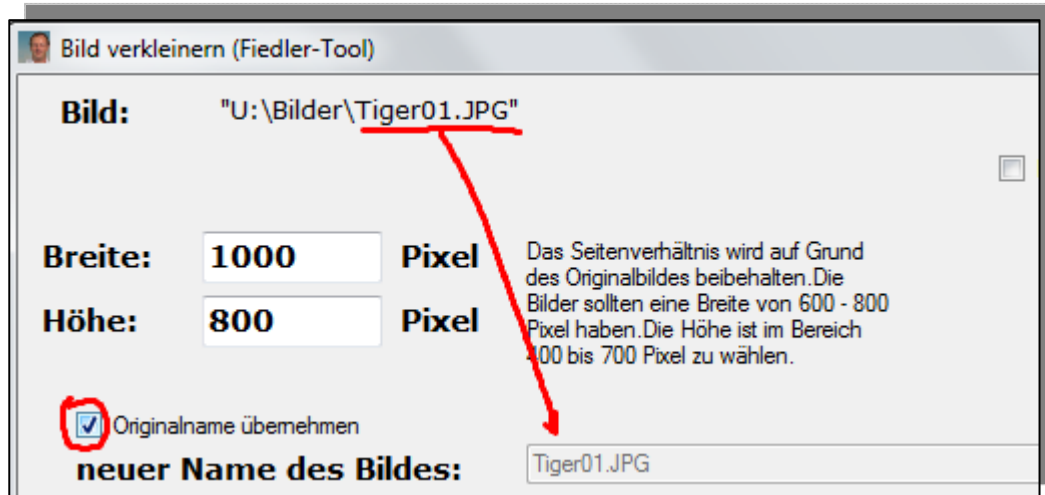 Bild verkleinern (Fiedler-Tool)
Bild: "U:\Bilder\Tiger01.JPG"
Breite: 1000 Pixel
Höhe: 800 Pixel
Das Seitenverhältnis wird auf Grund
des Originalbildes beibehalten.Die
Bilder sollten eine Breite von 600 - 800
Pixel haben.Die Höhe ist im Bereich
400 bis 700 Pixel zu wählen.
Originalname übernehmen
neuer Name des Bildes: Tiger01.JPG